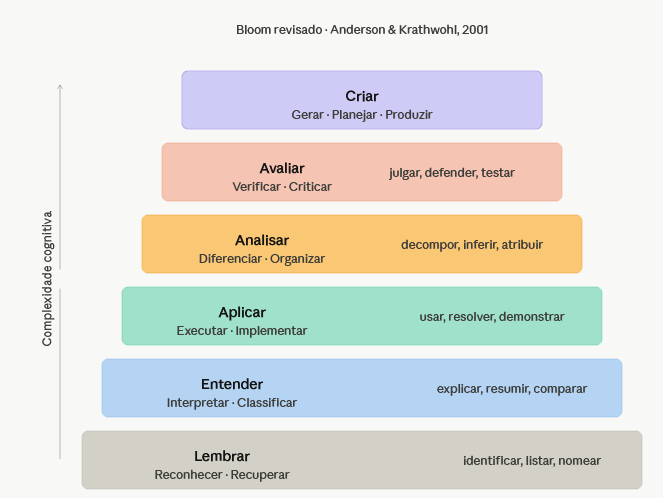 Bloom revisado · Anderson & Krathwohl, 2001
Complexidade cognitiva
Criar
Gerar · Planejar · Produzir
Avaliar
Verificar · Criticar
julgar, defender, testar
Analisar
Diferenciar · Organizar
decompor, inferir, atribuir
Aplicar
Executar · Implementar
usar, resolver, demonstrar
Entender
Interpretar · Classificar
explicar, resumir, comparar
Lembrar
Reconhecer · Recuperar
identificar, listar, nomear